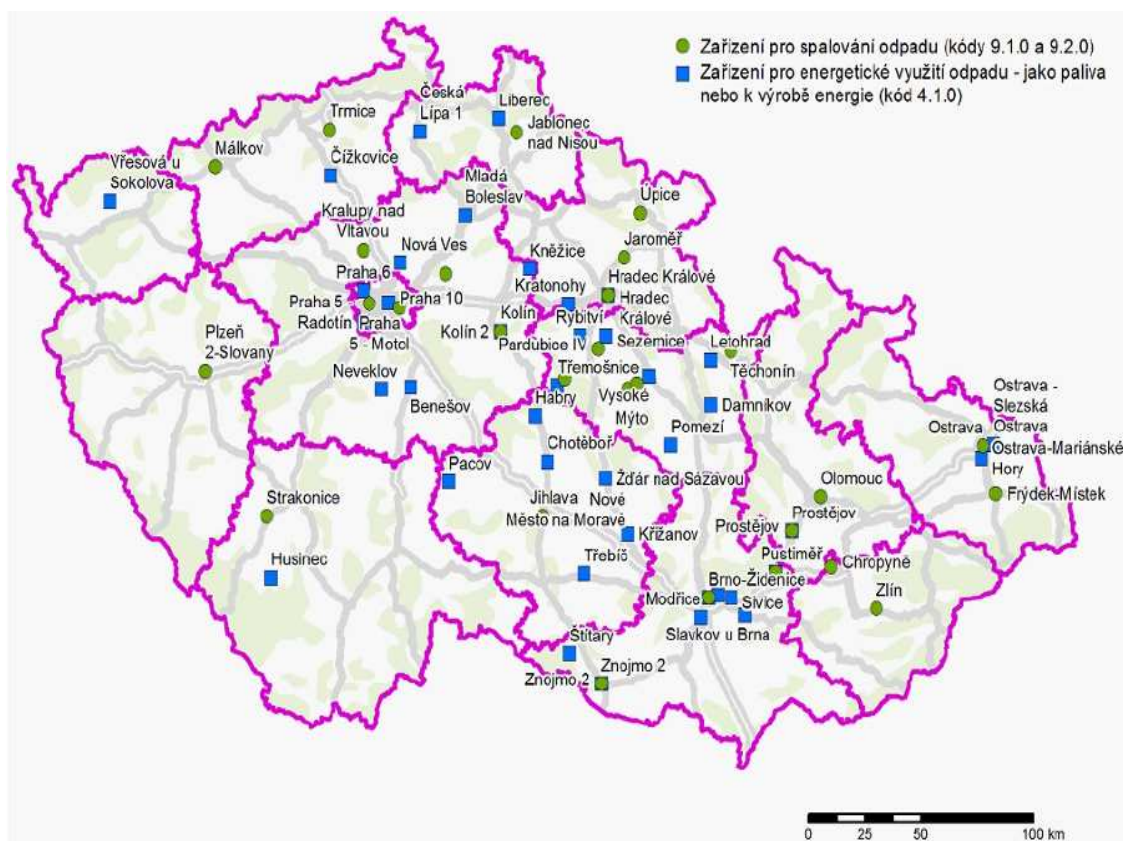 Zařízení pro spalování odpadu (kódy 9.1.0 a 9.2.0)
Zařízení pro energetické využití odpadu - jako paliva
nebo k výrobě energie (kód 4.1.0)
Česká
Lípa 1
Liberec
Trmice
Jablonec
nad Nisou
Málkov
Vřesová u
Sokolova
Čížkovice
Mladá
Boleslav
Úpice
Kralupy nad
Vltavou
Nová Ves
Jaroměř
Kněžice
Praha 6
Kratonohy
Hradec Králové
Praha 5
Praha 10
Hradec
Králové
Radotín
Praha
5 - Motol
Kolín
Kolín 2
Rybitví
Pardubice IV
Sezemice
Letohrad
Těchonín
Plzeň
2-Slovany
Třemošnice
Neveklov
Benešov
Habry
Vysoké
Mýto
Damníkov
Ostrava -
Slezská
Ostrava
Ostrava
Ostrava-Mariánské
Hory
Chotěboř
Pomezí
Pacov
Žďár nad Sázavou
Olomouc
Frýdek-Místek
Strakonice
Jihlava
Nové
Město na Moravě
Prostějov
Prostějov
Křižanov
Husinec
Třebíč
Pustiměř
Chropyně
Brno-Židenice
Zlín
Modřice
Sivice
Slavkov u Brna
Štítary
Znojmo 2
Znojmo 2
0 25 50 100 km